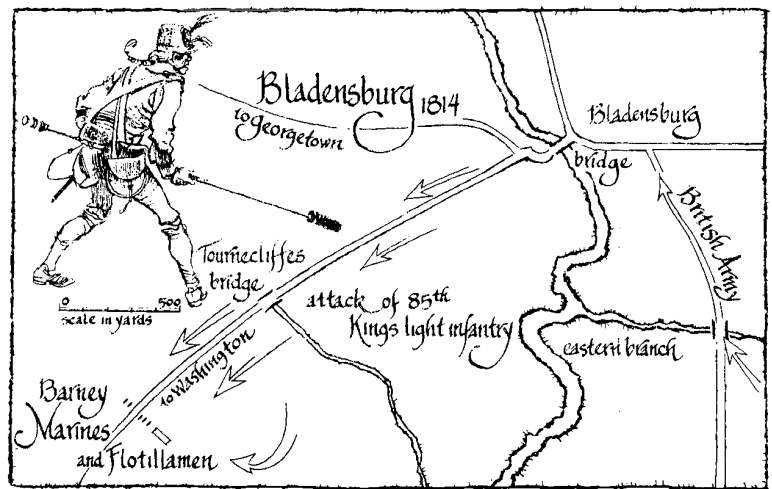 Bladensburg 1814
to georgetown
Bladensburg
bridge
British Army
Tournecliffes
bridge
0 500
scale in yards
attack of 85th
Kings light infantry
eastern branch
to Washington
Barney
Marines
and Flotillamen